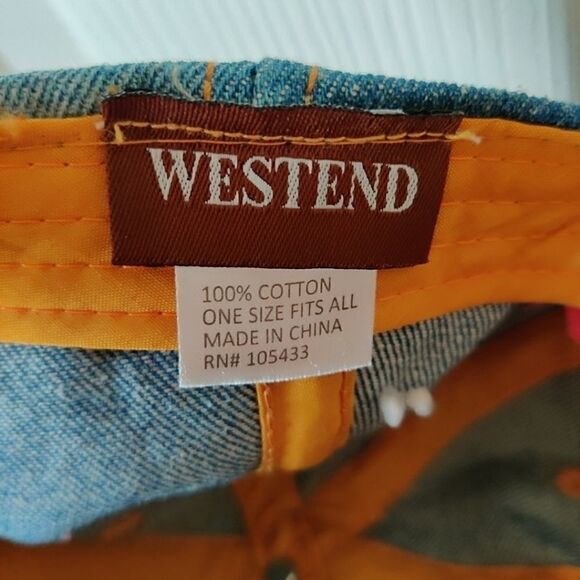 WESTEND
100% COTTON
ONE SIZE FITS ALL
MADE IN CHINA
RN# 105433